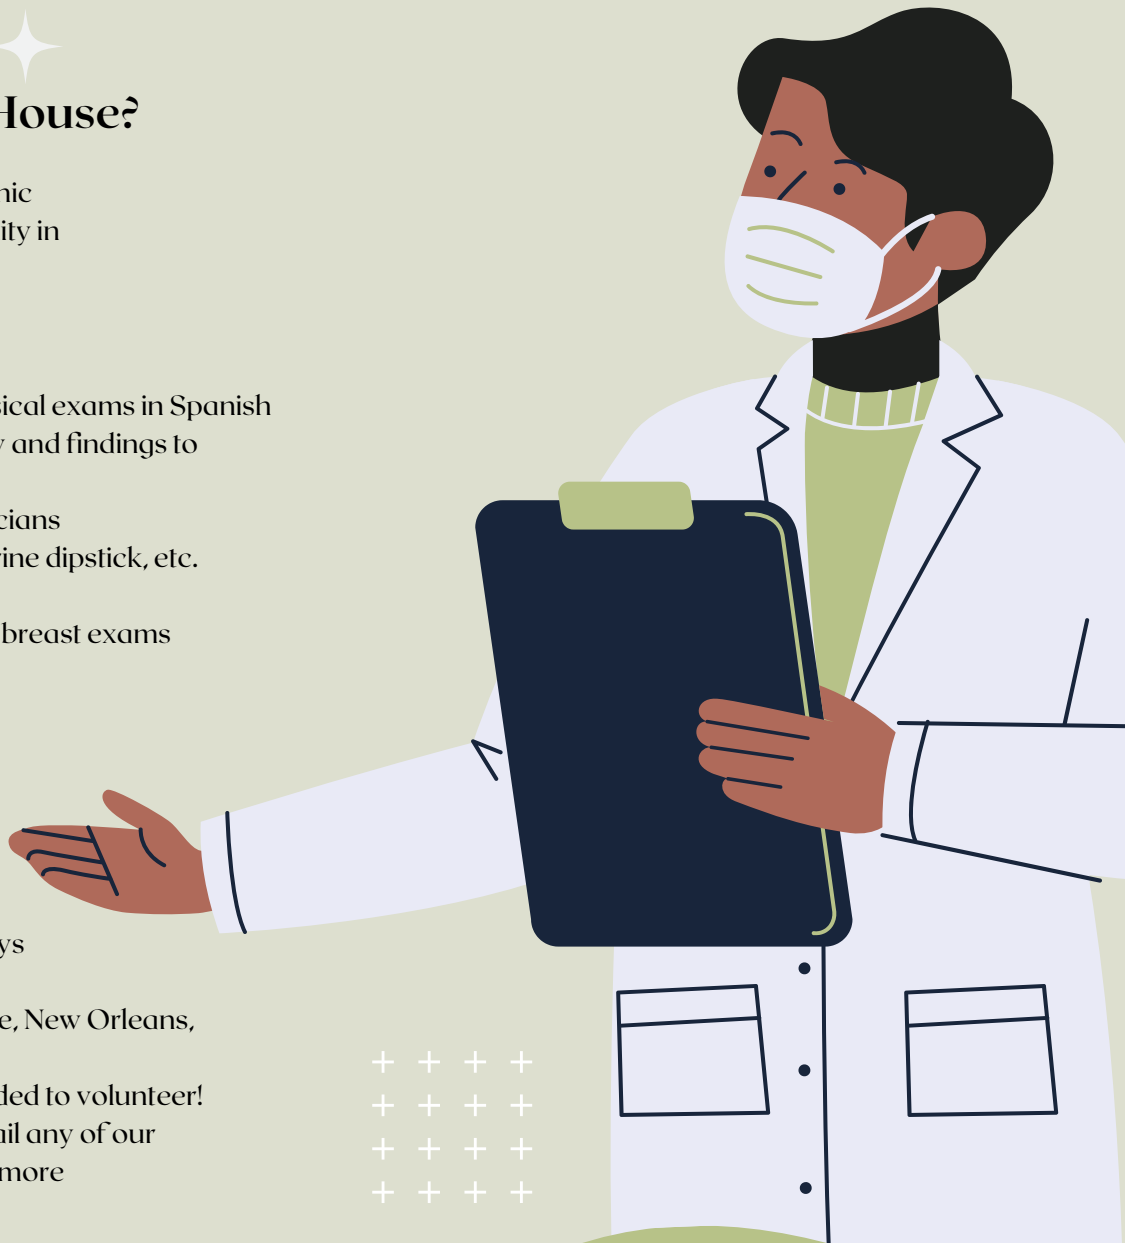 House?
nic
ity in
sical exams in Spanish
y and findings to
cians
rine dipstick, etc.
breast exams
ys
e, New Orleans,
ded to volunteer!
ail any of our
more